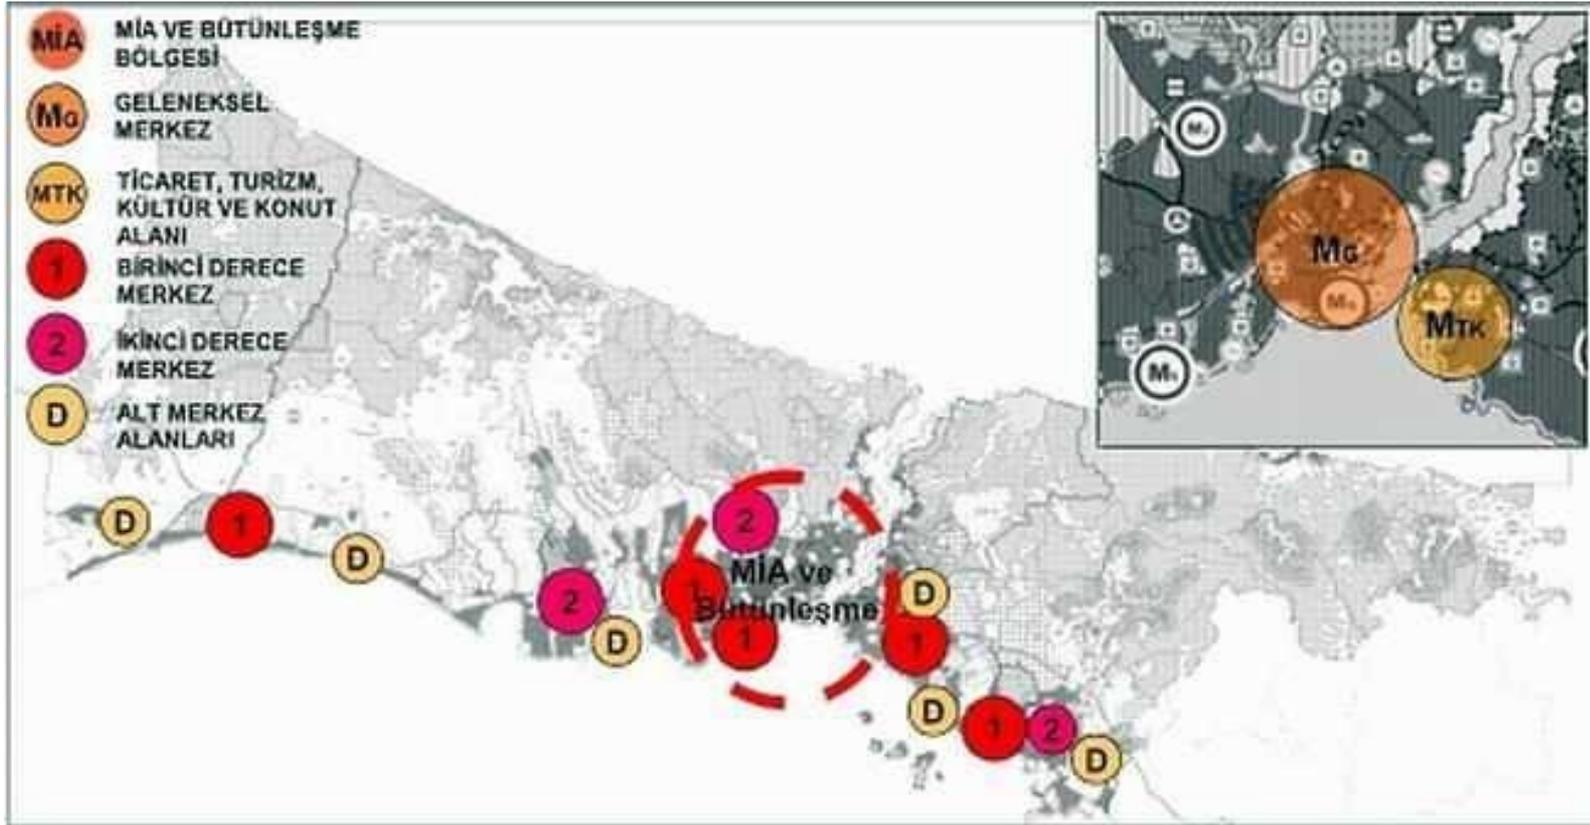 MİA
MİA VE BÜTÜNLEŞME
BÖLGESİ
MG
GELENEKSEL
MERKEZ
MTK
TİCARET, TURİZM,
KÜLTÜR VE KONUT
ALANI
1
BİRİNCİ DERECE
MERKEZ
2
İKİNCİ DERECE
MERKEZ
D
ALT MERKEZ
ALANLARI
MG
MTK
D
1
D
2
D
2
1
MİA ve
Bütünleşme
1
D
1
D
1
2
D